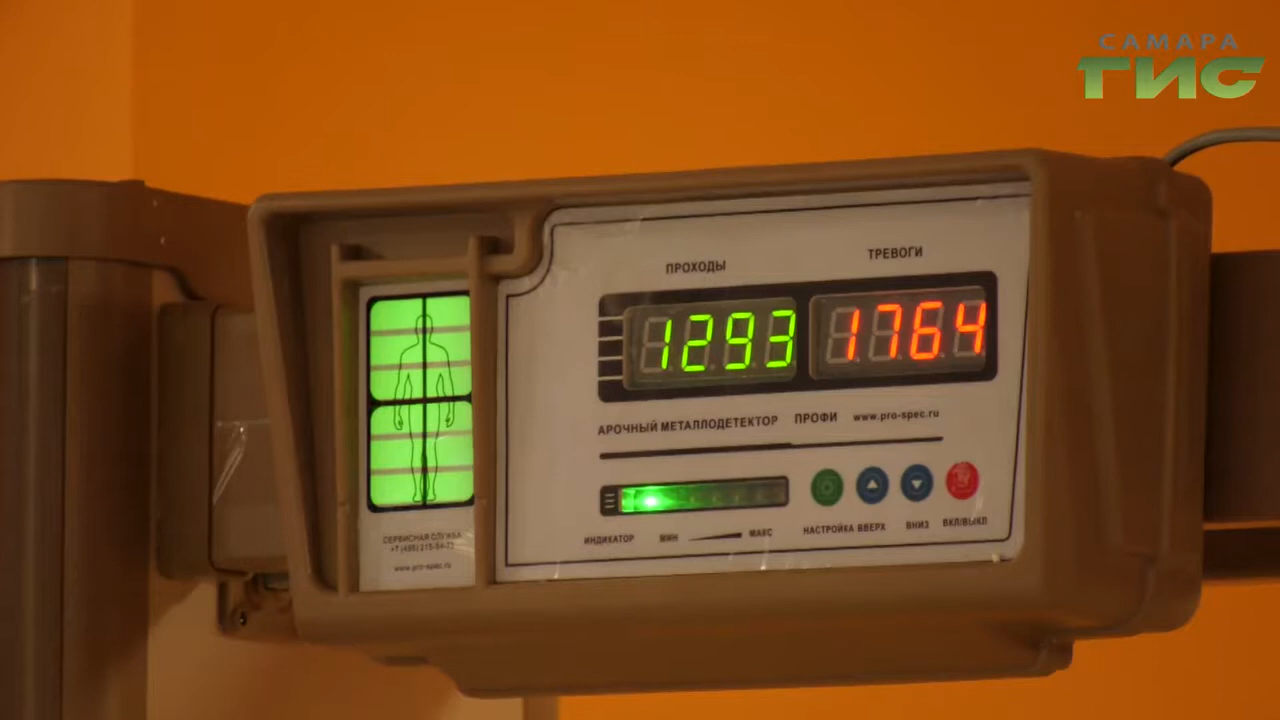 САМАРА
ГИС
ПРОХОДЫ
ТРЕВОГИ
1293
1764
АРОЧНЫЙ МЕТАЛЛОДЕТЕКТОР ПРОФИ www.pro-spec.ru
ИНДИКАТОР МИН МАКС
НАСТРОЙКА ВВЕРХ ВНИЗ ВКЛ/ВЫКЛ
СЕРВИСНАЯ СЛУЖБА
www.pro-spec.ru